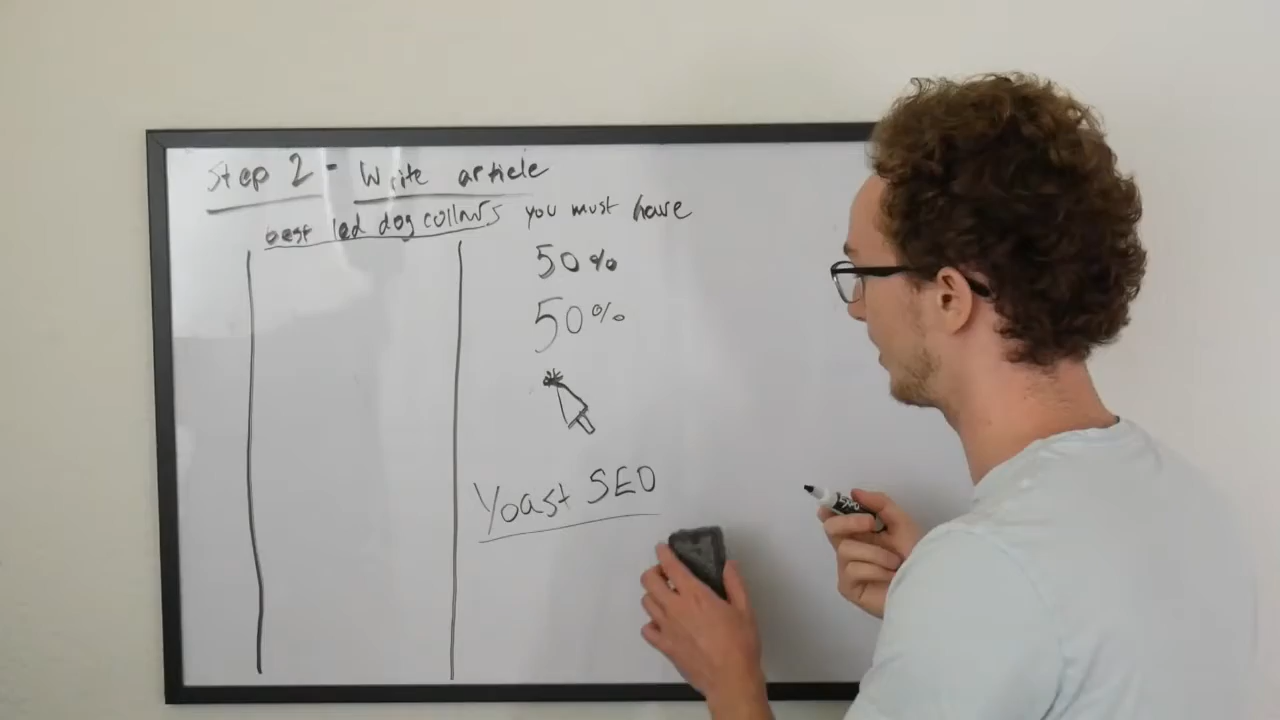 Step 2 - Write article
best led dog collars you must have
50%
50%
Yoast SEO